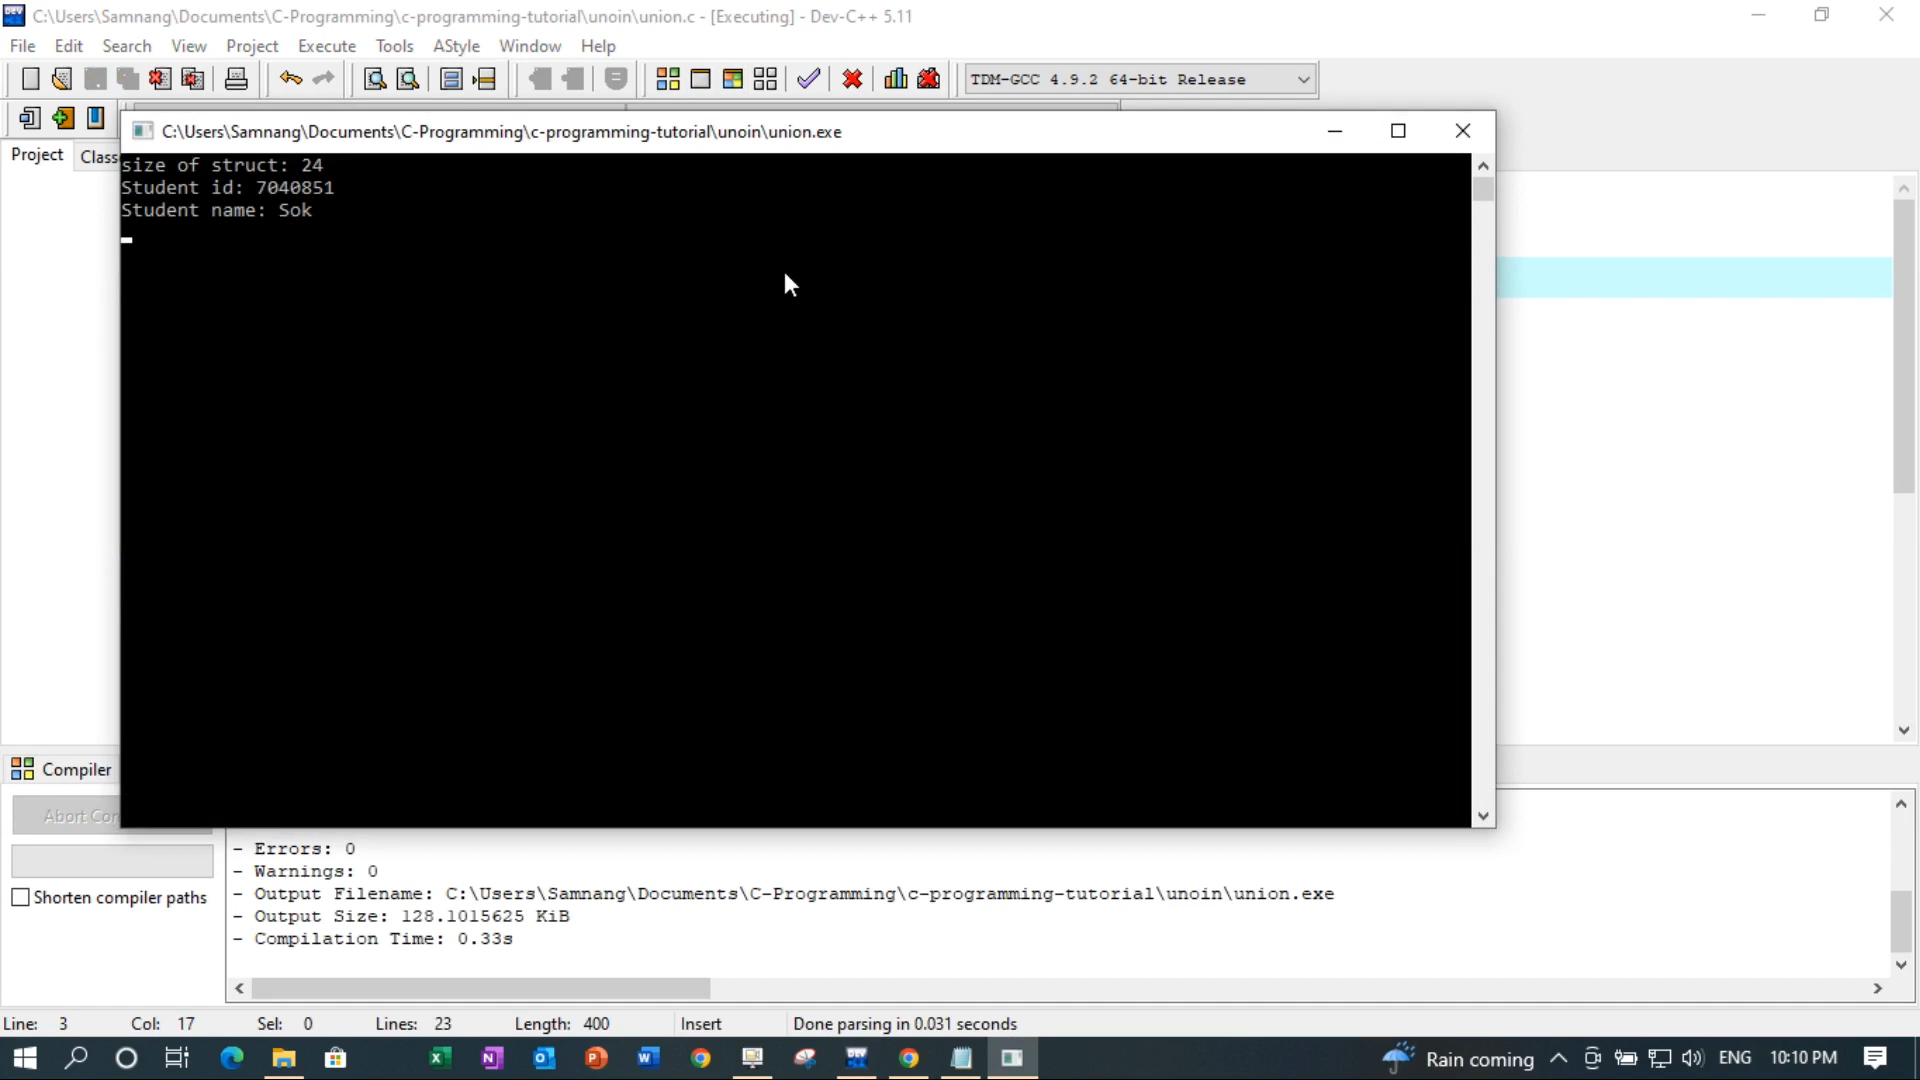 C:\Users\Samnang\Documents\C-Programming\c-programming-tutorial\unoin\union.c - [Executing] - Dev-C++ 5.11
File Edit Search View Project Execute Tools AStyle Window Help
TDM-GCC 4.9.2 64-bit Release
C:\Users\Samnang\Documents\C-Programming\c-programming-tutorial\unoin\union.exe
Project Class
size of struct: 24
Student id: 7040851
Student name: Sok
Compiler
Abort Co
- Errors: 0
- Warnings: 0
Shorten compiler paths
- Output Filename: C:\Users\Samnang\Documents\C-Programming\c-programming-tutorial\unoin\union.exe
- Output Size: 128.1015625 KiB
- Compilation Time: 0.33s
Line: 3 Col: 17 Sel: 0 Lines: 23 Length: 400 Insert Done parsing in 0.031 seconds
Rain coming ENG 10:10 PM